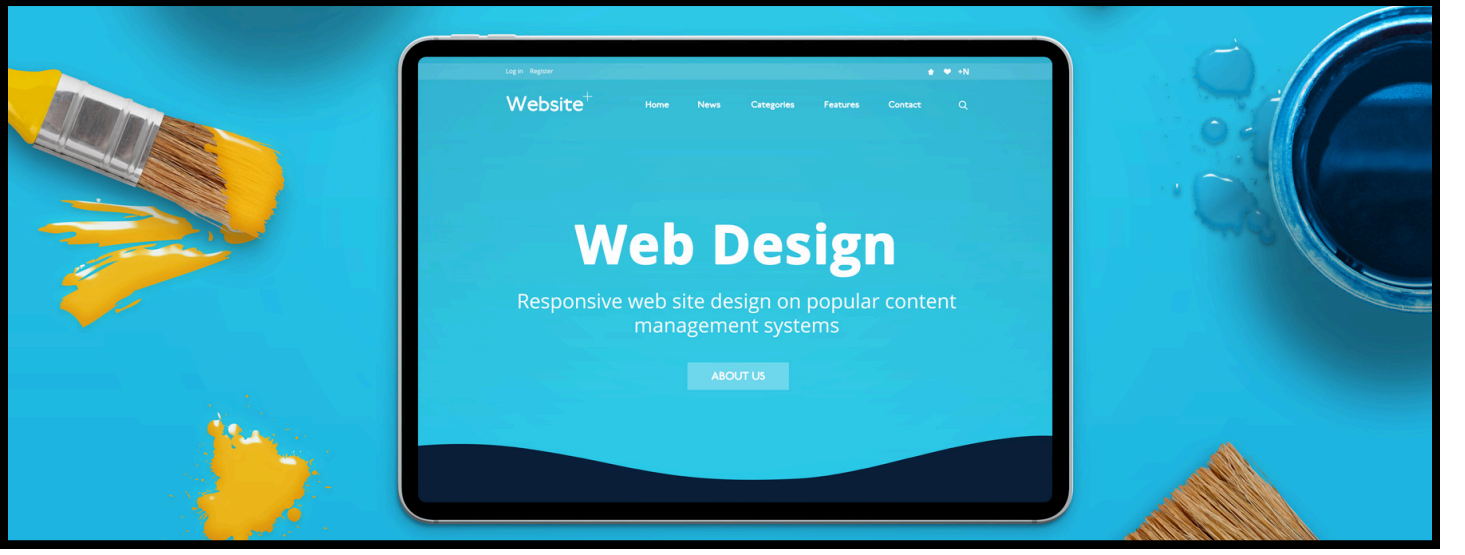 Log in Register +N
Website+ Home News Categories Features Contact
Web Design
Responsive web site design on popular content
management systems
ABOUT US